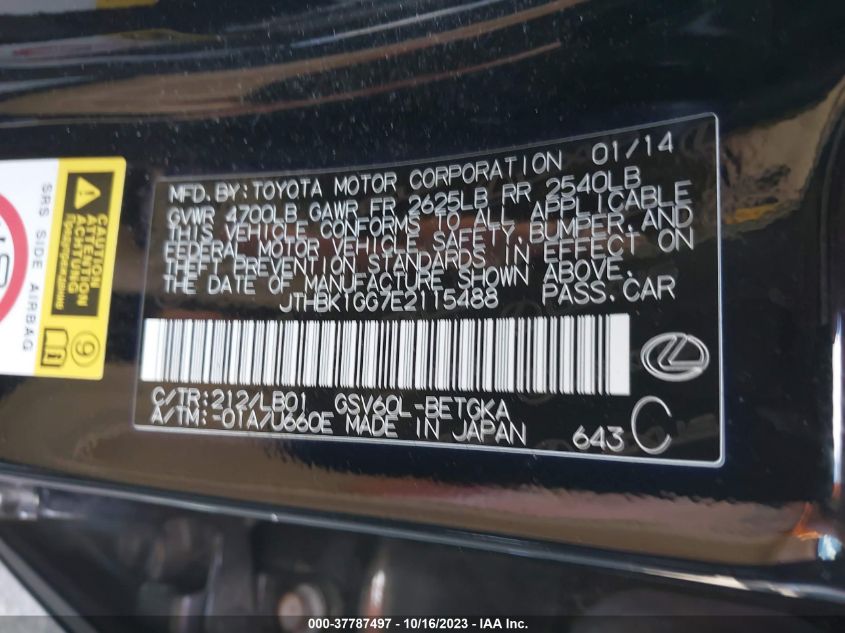 MFD. BY: TOYOTA MOTOR CORPORATION 01/14
GVWR 4700LB GAWR FR 2625LB RR 2540LB
THIS VEHICLE CONFORMS TO ALL APPLICABLE
FEDERAL MOTOR VEHICLE SAFETY, BUMPER, AND
THEFT PREVENTION STANDARDS IN EFFECT ON
THE DATE OF MANUFACTURE SHOWN ABOVE.
JTHBK1GG7E2115488 PASS.CAR
C/TR:212/LB01 GSV60L-BETGKA
A/TM:-01A/U660E MADE IN JAPAN 643 C
SRS SIDE AIRBAG
CAUTION
ATTENTION
ACHTUNG
Предупреждение
9
000-37787497 - 10/16/2023 - IAA Inc.